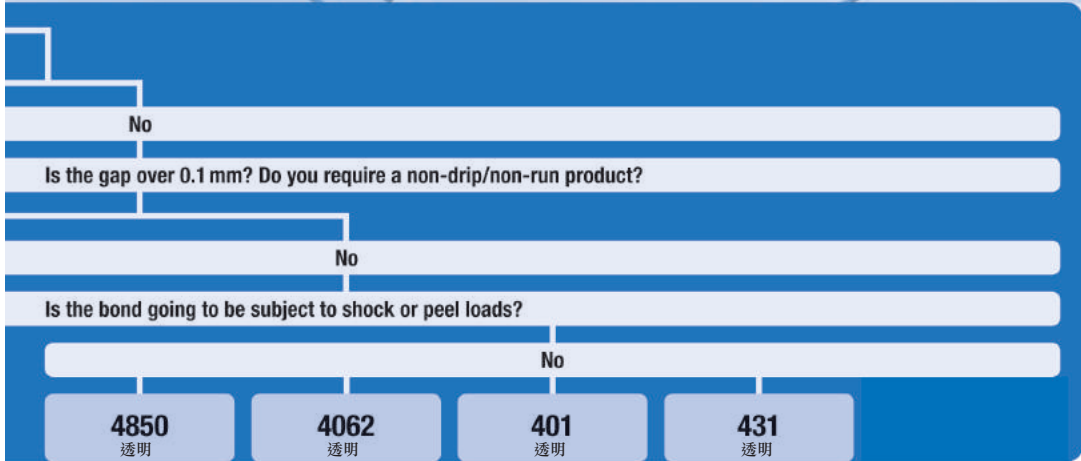 No
Is the gap over 0.1 mm? Do you require a non-drip/non-run product?
No
Is the bond going to be subject to shock or peel loads?
No
4850
透明
4062
透明
401
透明
431
透明